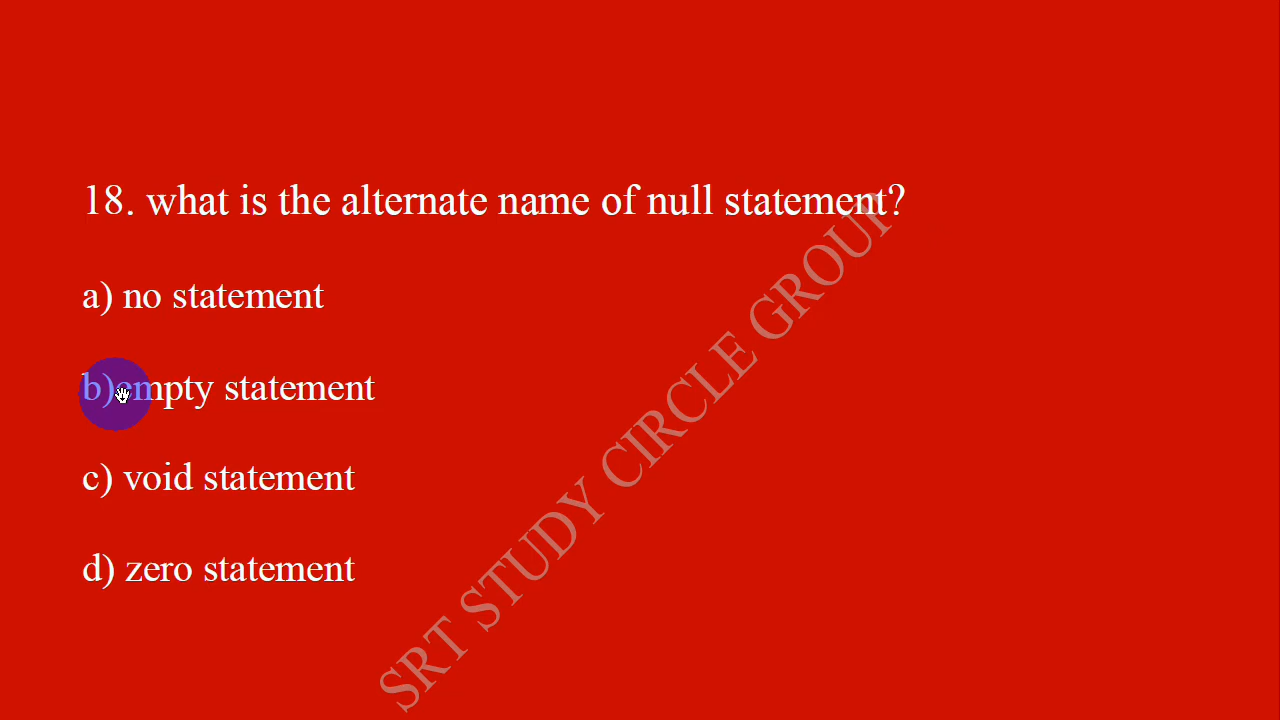 18. what is the alternate name of null statement?
a) no statement
b)empty statement
c) void statement
d) zero statement
SRT STUDY CIRCLE GROUP